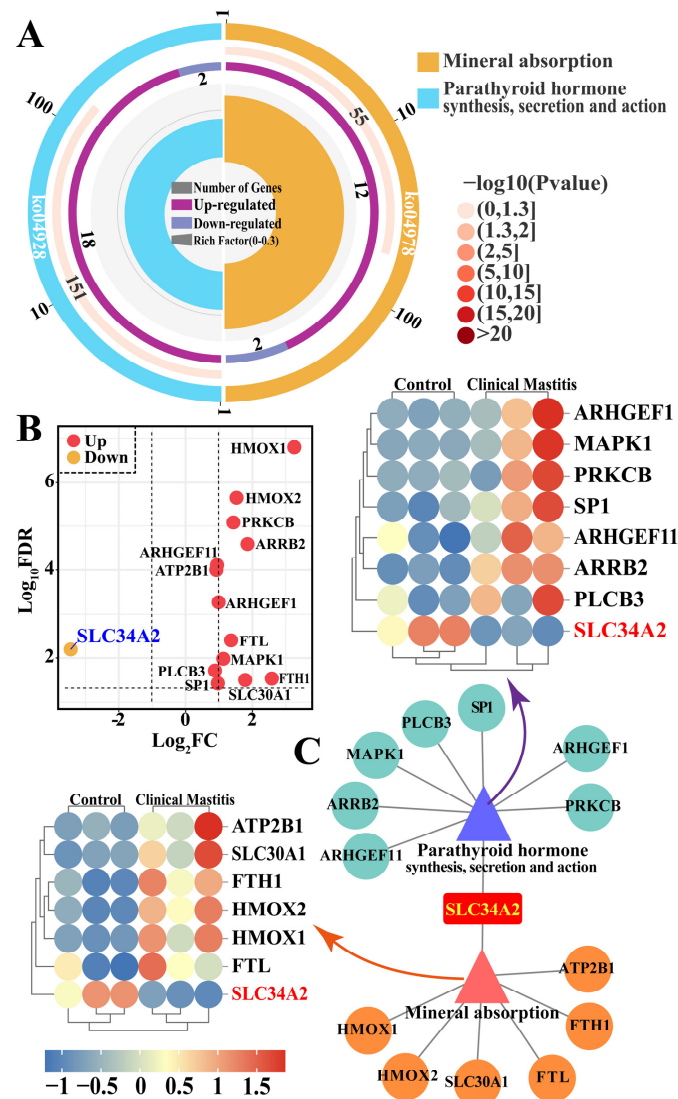 A
1
Mineral absorption
Parathyroid hormone
synthesis, secretion and action
100
10
2
55
12
ko04928
ko04978
Number of Genes
Up-regulated
Down-regulated
Rich Factor(0-0.3)
18
151
10
100
2
1
−log10(Pvalue)
(0,1.3]
(1.3,2]
(2,5]
(5,10]
(10,15]
(15,20]
>20
B
Up
Down
Log10FDR
6
4
2
-2
0
2
Log2FC
HMOX1
HMOX2
PRKCB
ARRB2
ARHGEF11
ATP2B1
ARHGEF1
SLC34A2
FTL
MAPK1
PLCB3
FTH1
SP1
SLC30A1
Control
Clinical Mastitis
ARHGEF1
MAPK1
PRKCB
SP1
ARHGEF11
ARRB2
PLCB3
SLC34A2
C
SP1
PLCB3
MAPK1
ARHGEF1
ARRB2
PRKCB
ARHGEF11
Parathyroid hormone
synthesis, secretion and action
SLC34A2
Mineral absorption
ATP2B1
FTH1
HMOX1
HMOX2
SLC30A1
FTL
Control
Clinical Mastitis
ATP2B1
SLC30A1
FTH1
HMOX2
HMOX1
FTL
SLC34A2
−1 −0.5 0 0.5 1 1.5